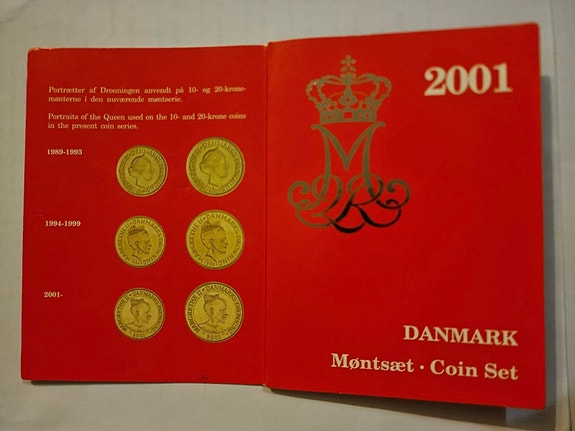 Portrætter af Dronningen anvendt på 10- og 20-krone-
mønterne i den nuværende møntserie.
Portraits of the Queen used on the 10- and 20-krone coins
in the present coin series.
1989-1993
1994-1999
2001-
2001
DANMARK
Møntsæt · Coin Set